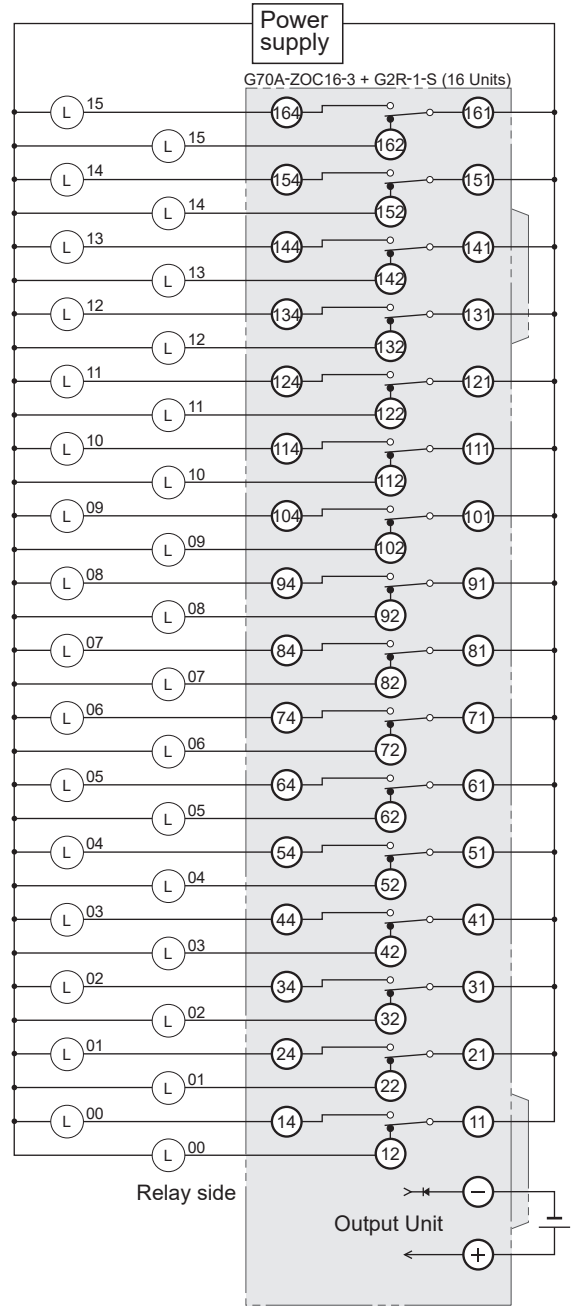 Power
supply
G70A-ZOC16-3 + G2R-1-S (16 Units)
L 15 164 161
L 15 162
L 14 154 151
L 14 152
L 13 144 141
L 13 142
L 12 134 131
L 12 132
L 11 124 121
L 11 122
L 10 114 111
L 10 112
L 09 104 101
L 09 102
L 08 94 91
L 08 92
L 07 84 81
L 07 82
L 06 74 71
L 06 72
L 05 64 61
L 05 62
L 04 54 51
L 04 52
L 03 44 41
L 03 42
L 02 34 31
L 02 32
L 01 24 21
L 01 22
L 00 14 11
L 00 12
Relay side
−
Output Unit
+